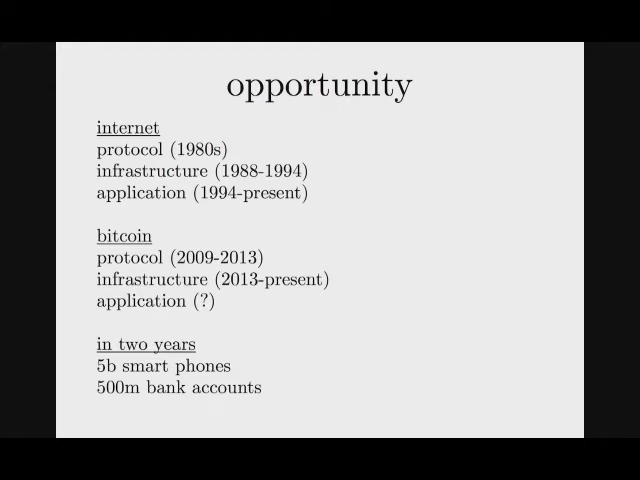 opportunity
internet
protocol (1980s)
infrastructure (1988-1994)
application (1994-present)
bitcoin
protocol (2009-2013)
infrastructure (2013-present)
application (?)
in two years
5b smart phones
500m bank accounts